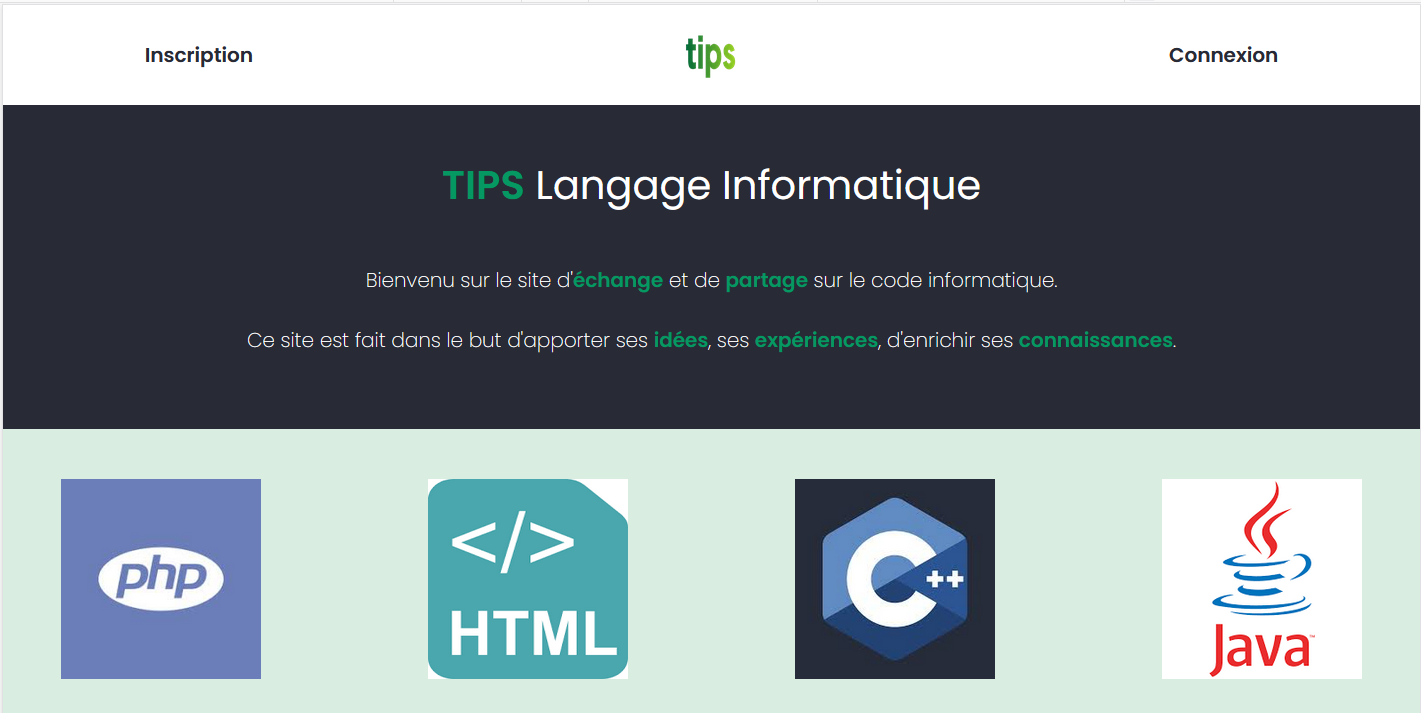 Inscription
tips
Connexion
TIPS Langage Informatique
Bienvenu sur le site d'échange et de partage sur le code informatique.
Ce site est fait dans le but d'apporter ses idées, ses expériences, d'enrichir ses connaissances.
php
</>
HTML
C++
Java™